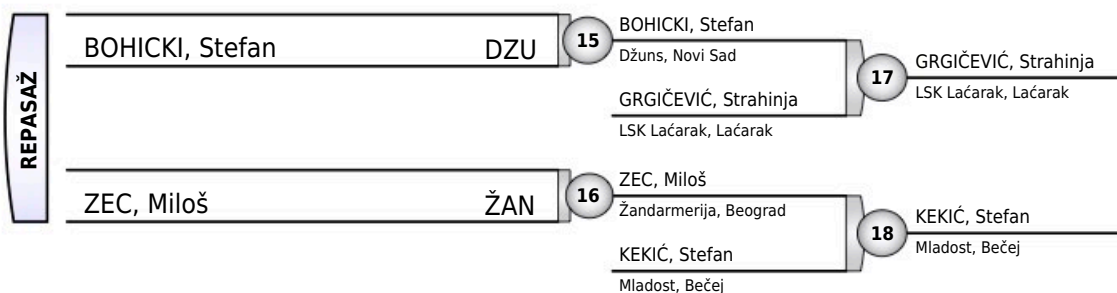 REPASAŽ
BOHICKI, Stefan DZU
15
BOHICKI, Stefan
Džuns, Novi Sad
GRGIČEVIĆ, Strahinja
LSK Laćarak, Laćarak
17
GRGIČEVIĆ, Strahinja
LSK Laćarak, Laćarak
ZEC, Miloš ŽAN
16
ZEC, Miloš
Žandarmerija, Beograd
KEKIĆ, Stefan
Mladost, Bečej
18
KEKIĆ, Stefan
Mladost, Bečej